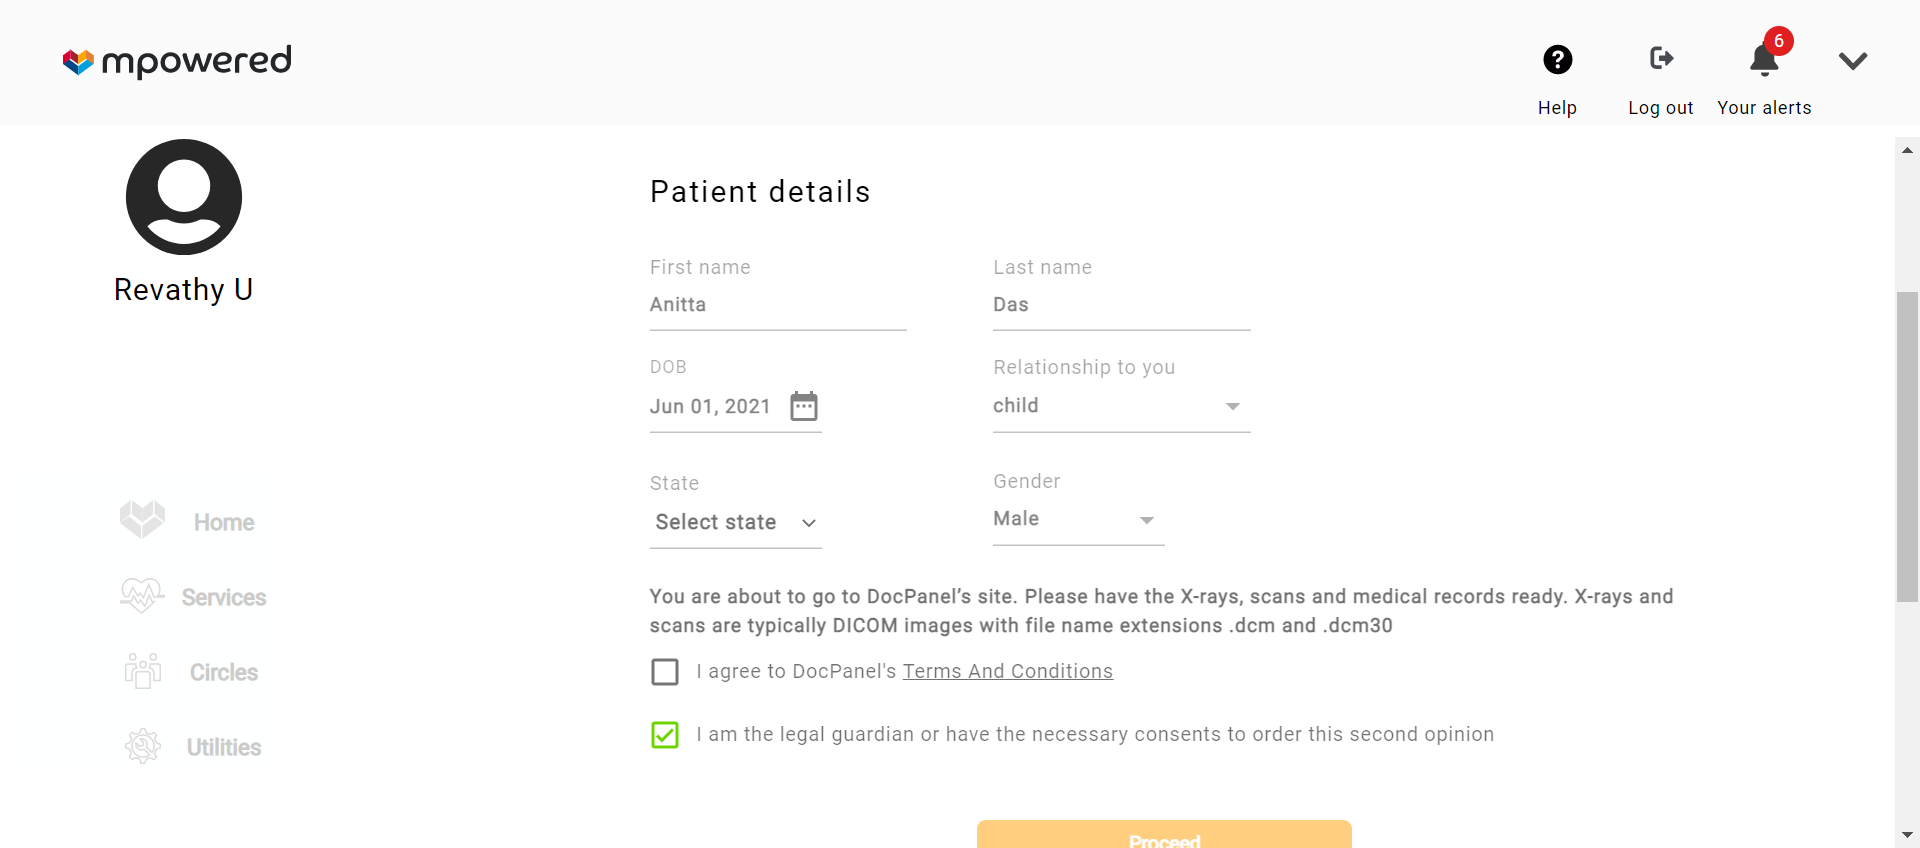 mpowered
Help
Log out
6
Your alerts
Revathy U
Home
Services
Circles
Utilities
Patient details
First name
Last name
Anitta
Das
DOB
Relationship to you
Jun 01, 2021
child
State
Gender
Select state
Male
You are about to go to DocPanel’s site. Please have the X-rays, scans and medical records ready. X-rays and
scans are typically DICOM images with file name extensions .dcm and .dcm30
I agree to DocPanel's Terms And Conditions
I am the legal guardian or have the necessary consents to order this second opinion
Proceed